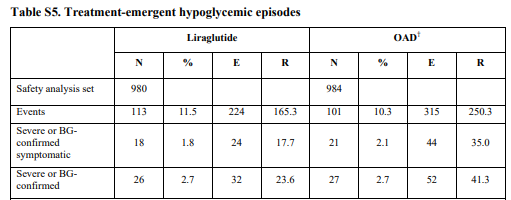 Table S5. Treatment-emergent hypoglycemic episodes
Liraglutide OAD†
N % E R N % E R
Safety analysis set 980 984
Events 113 11.5 224 165.3 101 10.3 315 250.3
Severe or BG-
confirmed
symptomatic
18 1.8 24 17.7 21 2.1 44 35.0
Severe or BG-
confirmed
26 2.7 32 23.6 27 2.7 52 41.3